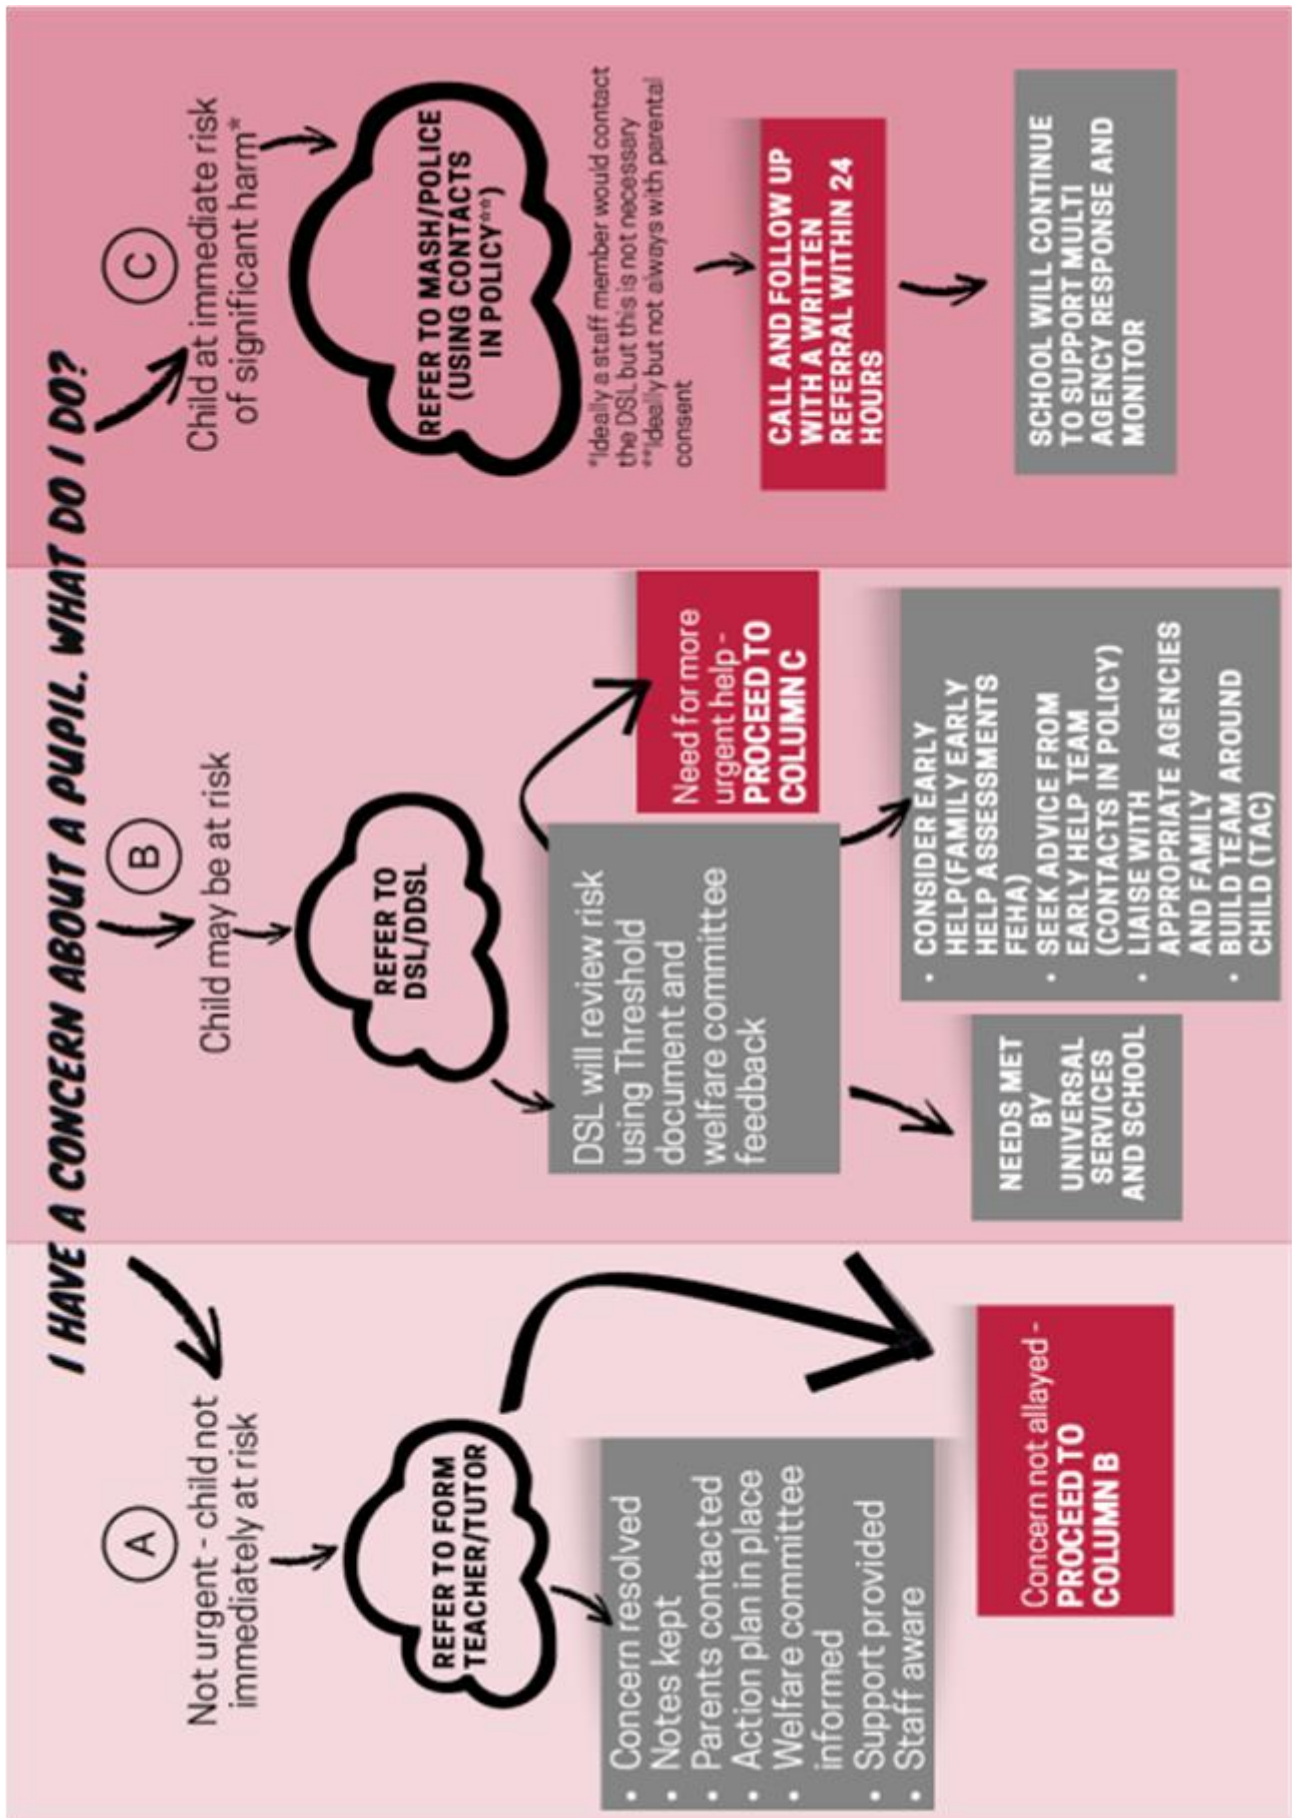 I HAVE A CONCERN ABOUT A PUPIL. WHAT DO I DO?
A
Not urgent - child not
immediately at risk
REFER TO FORM
TEACHER/TUTOR
• Concern resolved
• Notes kept
• Parents contacted
• Action plan in place
• Welfare committee
informed
• Support provided
• Staff aware
Concern not allayed -
PROCEED TO
COLUMN B
B
Child may be at risk
REFER TO
DSL/DDSL
DSL will review risk
using Threshold
document and
welfare committee
feedback
Need for more
urgent help -
PROCEED TO
COLUMN C
NEEDS MET
BY
UNIVERSAL
SERVICES
AND SCHOOL
• CONSIDER EARLY
HELP(FAMILY EARLY
HELP ASSESSMENTS
FEHA)
• SEEK ADVICE FROM
EARLY HELP TEAM
(CONTACTS IN POLICY)
• LIAISE WITH
APPROPRIATE AGENCIES
AND FAMILY
• BUILD TEAM AROUND
CHILD (TAC)
C
Child at immediate risk
of significant harm*
REFER TO MASH/POLICE
(USING CONTACTS
IN POLICY**)
*Ideally a staff member would contact
the DSL but this is not necessary
**Ideally but not always with parental
consent
CALL AND FOLLOW UP
WITH A WRITTEN
REFERRAL WITHIN 24
HOURS
SCHOOL WILL CONTINUE
TO SUPPORT MULTI
AGENCY RESPONSE AND
MONITOR